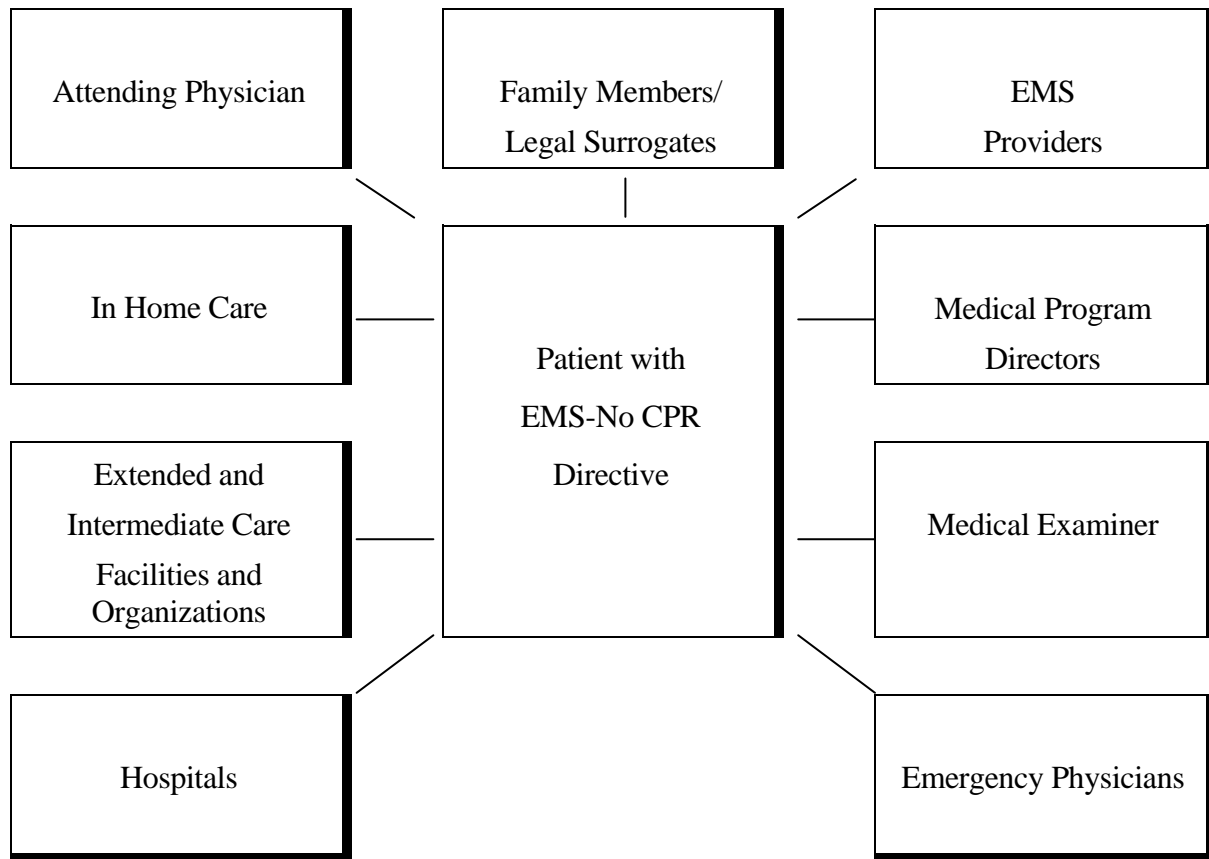 Attending Physician
Family Members/
Legal Surrogates
EMS
Providers
In Home Care
Patient with
EMS-No CPR
Directive
Medical Program
Directors
Extended and
Intermediate Care
Facilities and
Organizations
Medical Examiner
Hospitals
Emergency Physicians